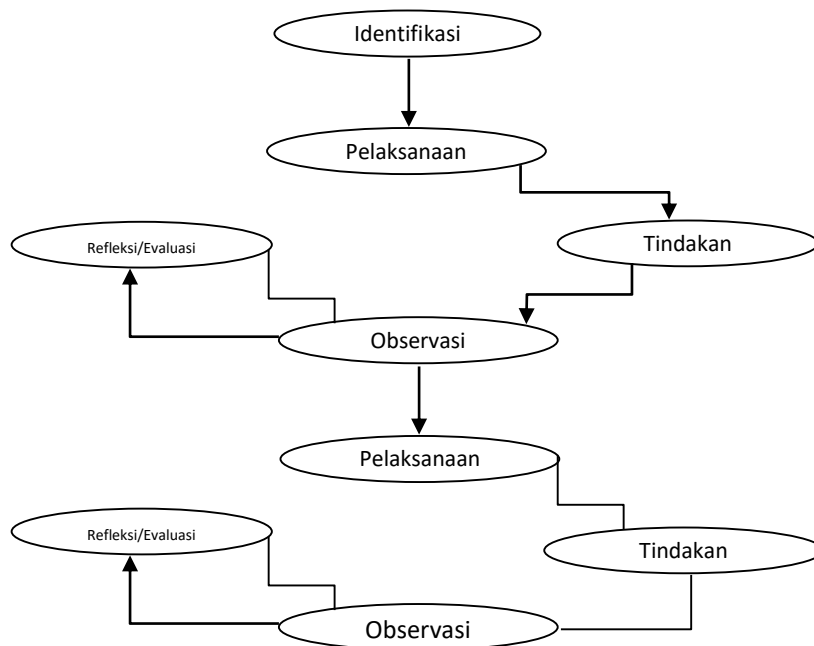 Identifikasi
Pelaksanaan
Tindakan
Refleksi/Evaluasi
Observasi
Pelaksanaan
Refleksi/Evaluasi
Tindakan
Observasi